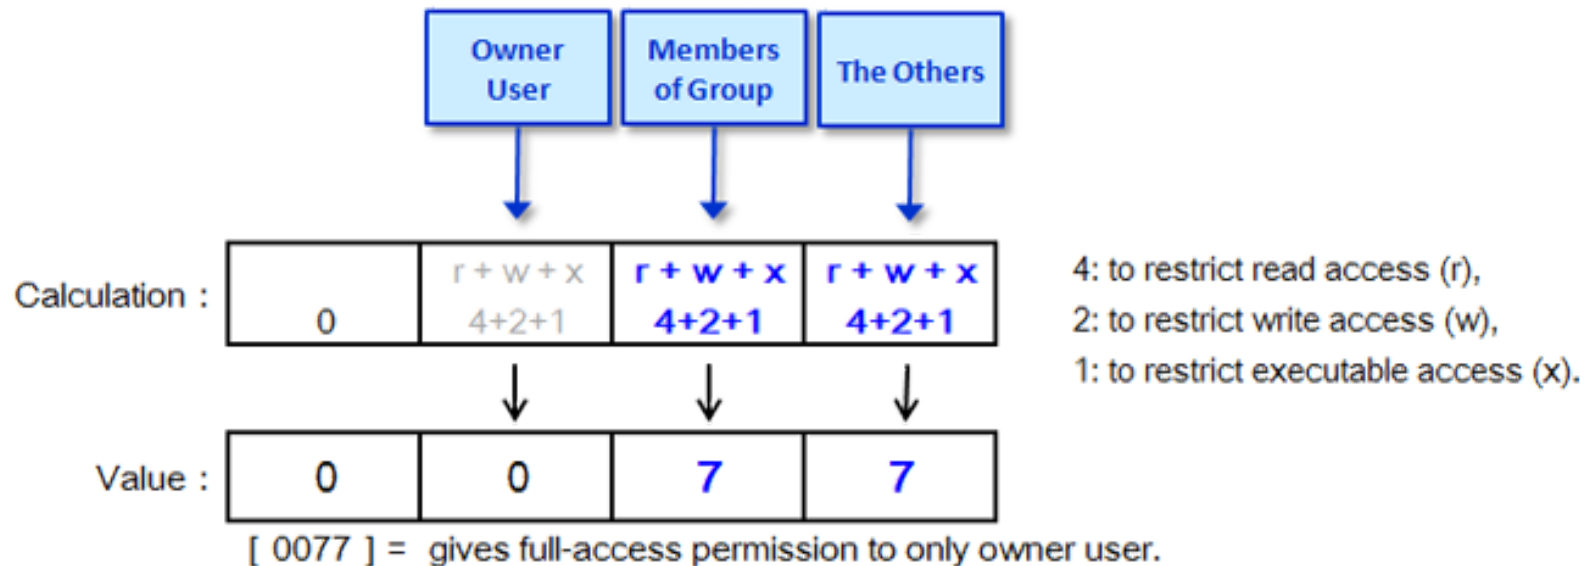 Owner User
Members of Group
The Others
Calculation :
0
r + w + x
4+2+1
r + w + x
4+2+1
r + w + x
4+2+1
4: to restrict read access (r),
2: to restrict write access (w),
1: to restrict executable access (x).
Value :
0
0
7
7
[ 0077 ] = gives full-access permission to only owner user.